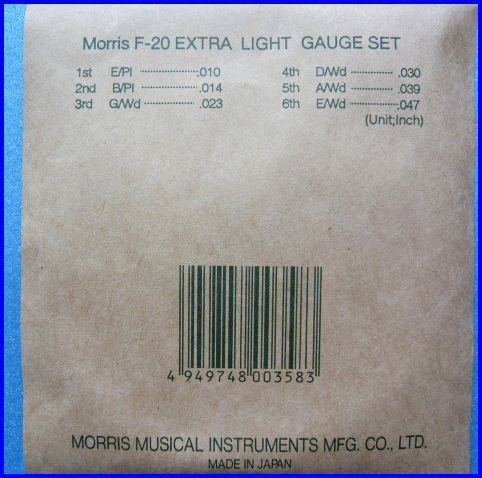 Morris F-20 EXTRA LIGHT GAUGE SET
1st E/Pl .010
2nd B/Pl .014
3rd G/Wd .023
4th D/Wd .030
5th A/Wd .039
6th E/Wd .047
(Unit;Inch)
4 949748 003583
MORRIS MUSICAL INSTRUMENTS MFG. CO., LTD.
MADE IN JAPAN